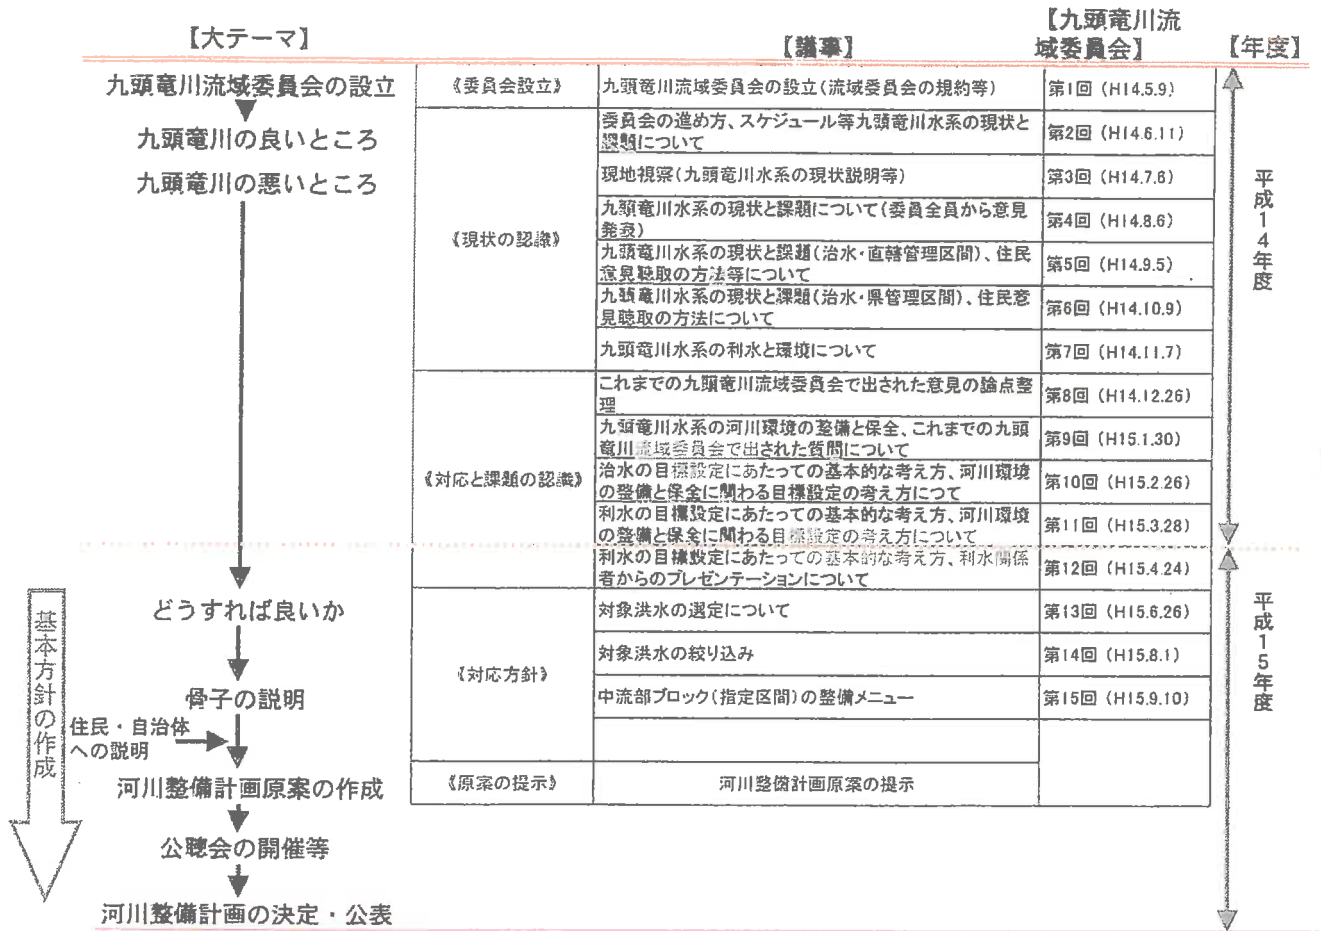 【大テーマ】
【議事】
【九頭竜川流
域委員会】
【年度】
九頭竜川流域委員会の設立
九頭竜川の良いところ
九頭竜川の悪いところ
どうすれば良いか
骨子の説明
住民・自治体
への説明
河川整備計画原案の作成
公聴会の開催等
河川整備計画の決定・公表
基本方針の作成
《委員会設立》
九頭竜川流域委員会の設立(流域委員会の規約等)
第1回 (H14.5.9)
《現状の認識》
委員会の進め方、スケジュール等九頭竜川水系の現状と
課題について
第2回 (H14.6.11)
現地視察(九頭竜川水系の現状説明等)
第3回 (H14.7.6)
九頭竜川水系の現状と課題について(委員全員から意見
発表)
第4回 (H14.8.6)
九頭竜川水系の現状と課題(治水・直轄管理区間)、住民
意見聴取の方法等について
第5回 (H14.9.5)
九頭竜川水系の現状と課題(治水・県管理区間)、住民意
見聴取の方法について
第6回 (H14.10.9)
九頭竜川水系の利水と環境について
第7回 (H14.11.7)
《対応と課題の認識》
これまでの九頭竜川流域委員会で出された意見の論点整
理
第8回 (H14.12.26)
九頭竜川水系の河川環境の整備と保全、これまでの九頭
竜川流域委員会で出された質問について
第9回 (H15.1.30)
治水の目標設定にあたっての基本的な考え方、河川環境
の整備と保全に関わる目標設定の考え方につて
第10回 (H15.2.26)
利水の目標設定にあたっての基本的な考え方、河川環境
の整備と保全に関わる目標設定の考え方について
第11回 (H15.3.28)
利水の目標設定にあたっての基本的な考え方、利水関係
者からのプレゼンテーションについて
第12回 (H15.4.24)
《対応方針》
対象洪水の選定について
第13回 (H15.6.26)
対象洪水の絞り込み
第14回 (H15.8.1)
中流部ブロック(指定区間)の整備メニュー
第15回 (H15.9.10)
《原案の提示》
河川整備計画原案の提示
平成14年度
平成15年度